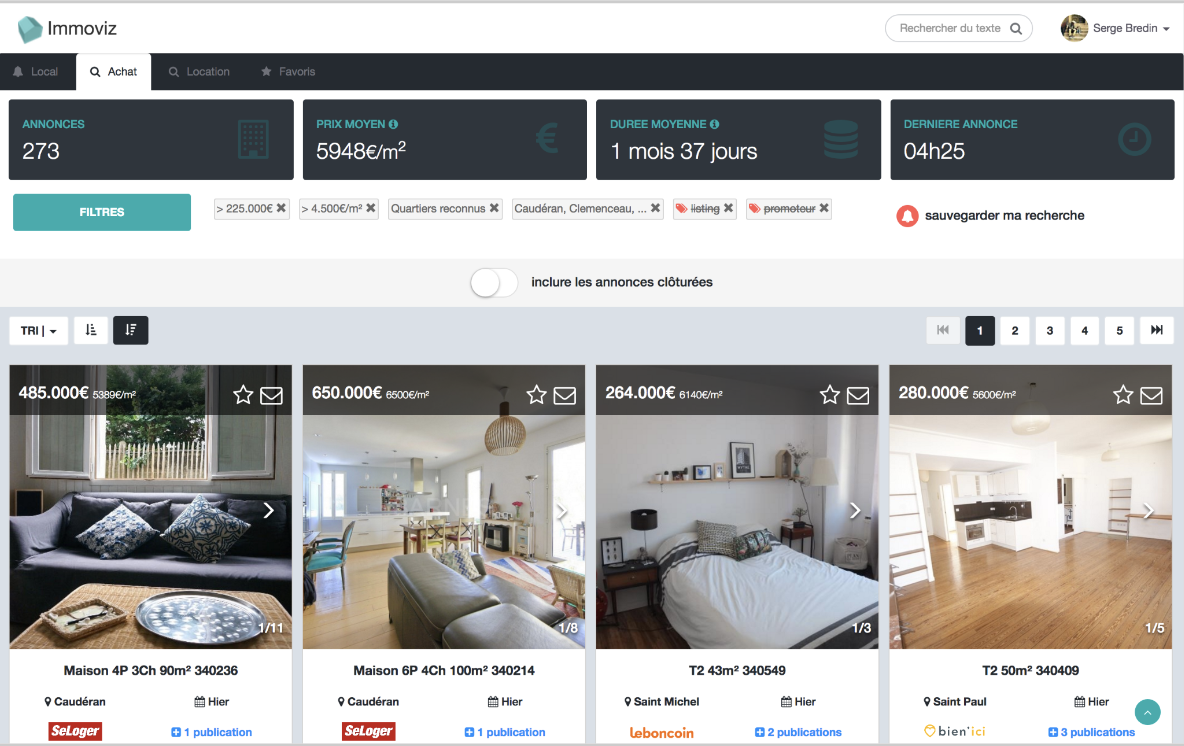 Immoviz
Rechercher du texte
Serge Bredin
Local
Achat
Location
Favoris
ANNONCES
273
PRIX MOYEN
5948€/m²
DUREE MOYENNE
1 mois 37 jours
DERNIERE ANNONCE
04h25
FILTRES
> 225.000€
> 4.500€/m²
Quartiers reconnus
Caudéran, Clemenceau, ...
listing
promoteur
sauvegarder ma recherche
inclure les annonces clôturées
TRI |
1
2
3
4
5
485.000€ 5389€/m²
1/11
Maison 4P 3Ch 90m² 340236
Caudéran
Hier
SeLoger
1 publication
650.000€ 6500€/m²
1/8
Maison 6P 4Ch 100m² 340214
Caudéran
Hier
SeLoger
1 publication
264.000€ 6140€/m²
1/3
T2 43m² 340549
Saint Michel
Hier
leboncoin
2 publications
280.000€ 5600€/m²
1/5
T2 50m² 340409
Saint Paul
Hier
bien'ici
3 publications